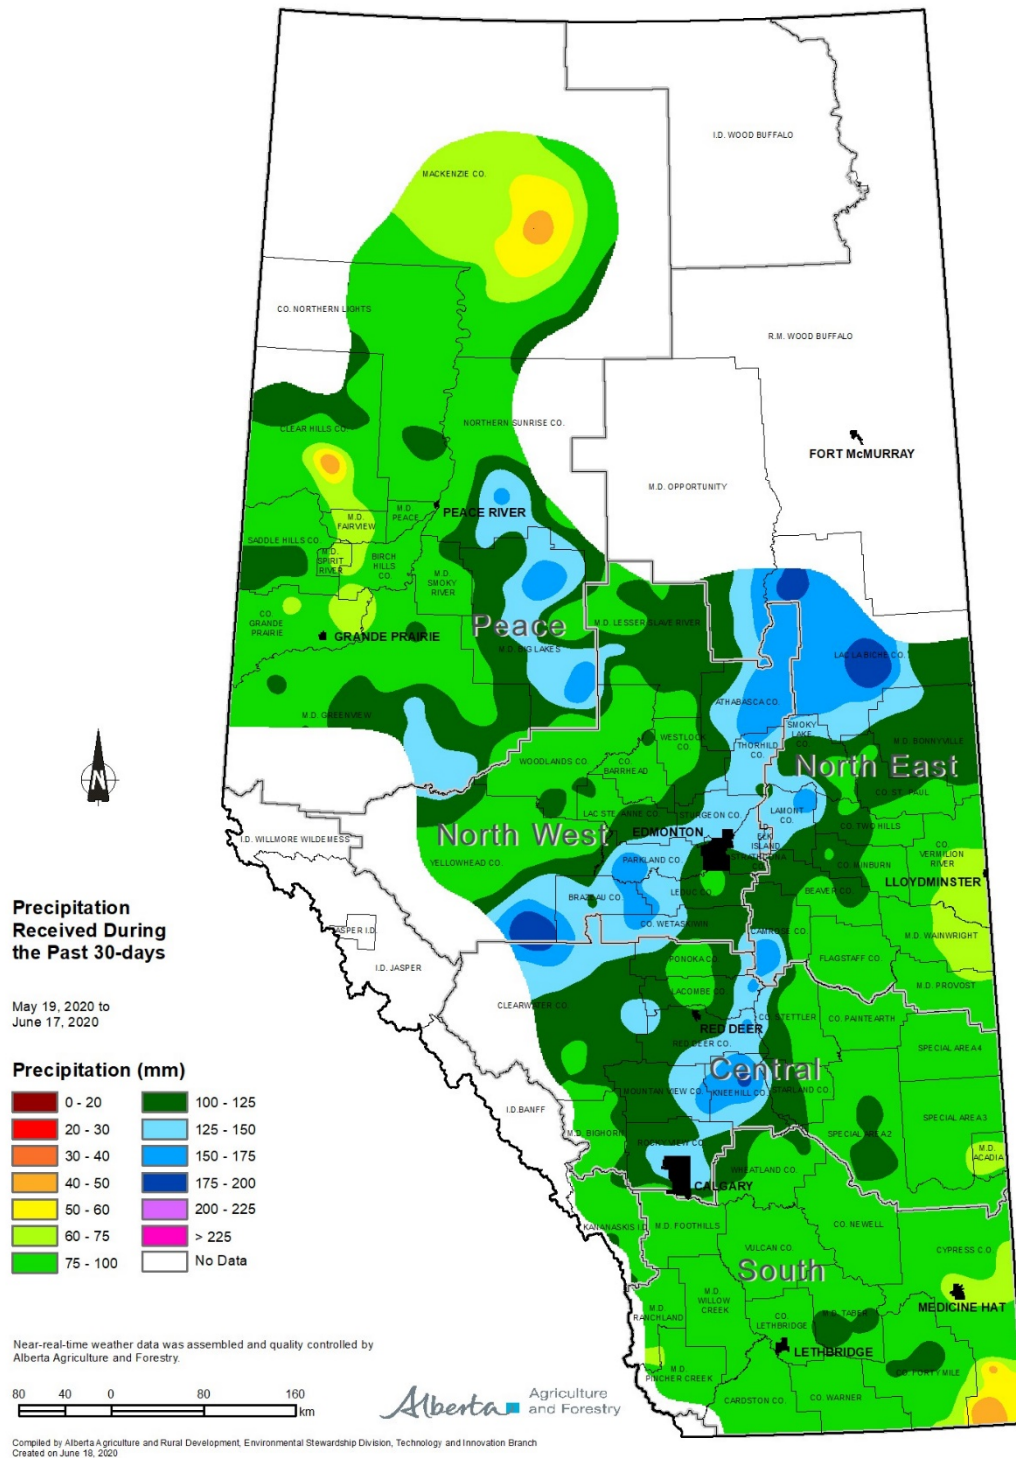 I.D. WOOD BUFFALO
MACKENZIE CO.
CO. NORTHERN LIGHTS
R.M. WOOD BUFFALO
CLEAR HILLS CO.
NORTHERN SUNRISE CO.
FORT McMURRAY
M.D. OPPORTUNITY
M.D.
PEACE
PEACE RIVER
M.D.
FAIRVIEW
SADDLE HILLS CO.
M.D.
SPIRIT
RIVER
BIRCH
HILLS
CO.
M.D.
SMOKY
RIVER
CO.
GRANDE
PRAIRIE
GRANDE PRAIRIE
Peace
M.D. LESSER SLAVE RIVER
M.D. BIG LAKES
LAC LA BICHE CO.
M.D. GREENVIEW
ATHABASCA CO.
SMOKY
LAKE
CO.
WESTLOCK
CO.
THORHILD
CO.
M.D. BONNYVILLE
WOODLANDS CO.
CO.
BARRHEAD
North East
CO. ST. PAUL
LAC STE. ANNE CO.
STURGEON CO.
LAMONT
CO.
CO. TWO HILLS
I.D. WILLMORE WILDERNESS
North West
EDMONTON
I.D.
ELK
ISLAND
STRATHCONA
CO.
VERMILION
RIVER
YELLOWHEAD CO.
PARKLAND CO.
CO. MINBURN
LLOYDMINSTER
BRAZEAU CO.
LEDUC CO.
BEAVER CO.
CO. WETASKIWIN
CAMROSE CO.
M.D. WAINWRIGHT
JASPER I.D.
PONOKA CO.
FLAGSTAFF CO.
I.D. JASPER
LACOMBE CO.
M.D. PROVOST
CLEARWATER CO.
RED DEER
CO. STETTLER
CO. PAINTEARTH
RED DEER CO.
SPECIAL AREA 4
Central
MOUNTAIN VIEW CO.
KNEEHILL CO.
STARLAND CO.
I.D. BANFF
SPECIAL AREA 3
M.D. BIGHORN
ROCKYVIEW CO.
SPECIAL AREA 2
M.D.
ACADIA
WHEATLAND CO.
CALGARY
KANANASKIS I.D.
M.D. FOOTHILLS
CO. NEWELL
VULCAN CO.
CYPRESS CO.
South
M.D.
WILLOW
CREEK
M.D.
RANCHLAND
MEDICINE HAT
CO.
LETHBRIDGE
M.D. TABER
LETHBRIDGE
M.D.
PINCHER CREEK
CO. FORTY MILE
CARDSTON CO.
CO. WARNER
N
Precipitation
Received During
the Past 30-days
May 19, 2020 to
June 17, 2020
Precipitation (mm)
0 - 20
20 - 30
30 - 40
40 - 50
50 - 60
60 - 75
75 - 100
100 - 125
125 - 150
150 - 175
175 - 200
200 - 225
> 225
No Data
Near-real-time weather data was assembled and quality controlled by
Alberta Agriculture and Forestry.
80 40 0 80 160
km
Alberta Agriculture
and Forestry
Compiled by Alberta Agriculture and Rural Development, Environmental Stewardship Division, Technology and Innovation Branch
Created on June 18, 2020